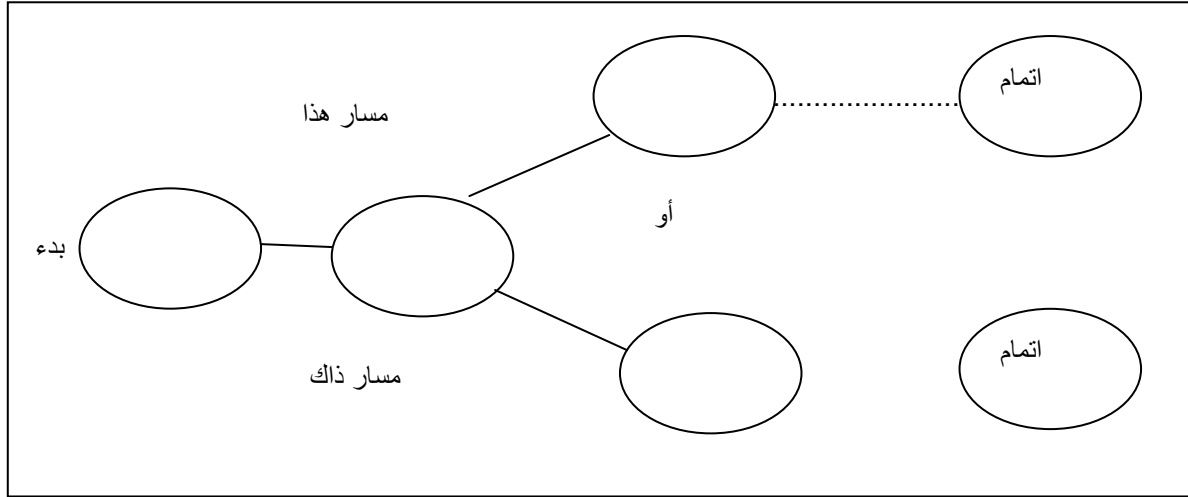 اتمام
مسار هذا
أو
بدء
اتمام
مسار ذاك